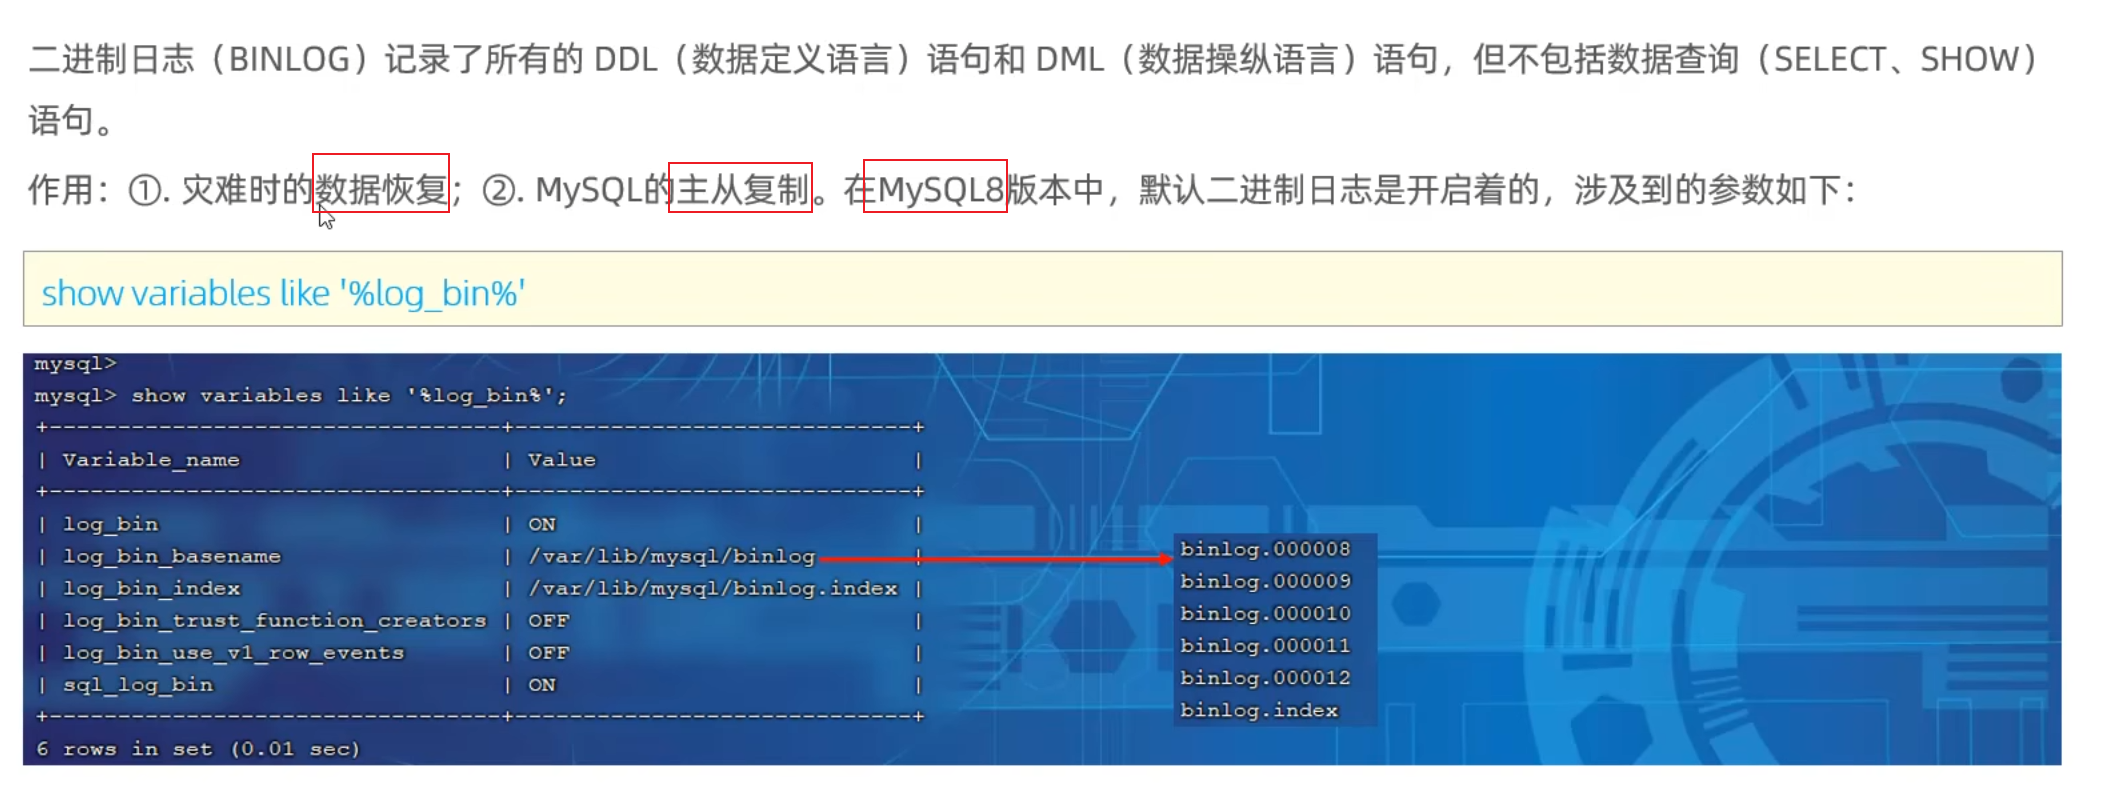 二进制日志（BINLOG）记录了所有的 DDL（数据定义语言）语句和 DML（数据操纵语言）语句，但不包括数据查询（SELECT、SHOW）
语句。
作用：①. 灾难时的数据恢复；②. MySQL的主从复制。在MySQL8版本中，默认二进制日志是开启着的，涉及到的参数如下：
show variables like '%log_bin%'
mysql>
mysql> show variables like '%log_bin%';
+----------------------------------+------------------------------+
| Variable_name                    | Value                        |
+----------------------------------+------------------------------+
| log_bin                          | ON                           |
| log_bin_basename                 | /var/lib/mysql/binlog        |
| log_bin_index                    | /var/lib/mysql/binlog.index  |
| log_bin_trust_function_creators  | OFF                          |
| log_bin_use_v1_row_events        | OFF                          |
| sql_log_bin                      | ON                           |
+----------------------------------+------------------------------+
6 rows in set (0.01 sec)
binlog.000008
binlog.000009
binlog.000010
binlog.000011
binlog.000012
binlog.index